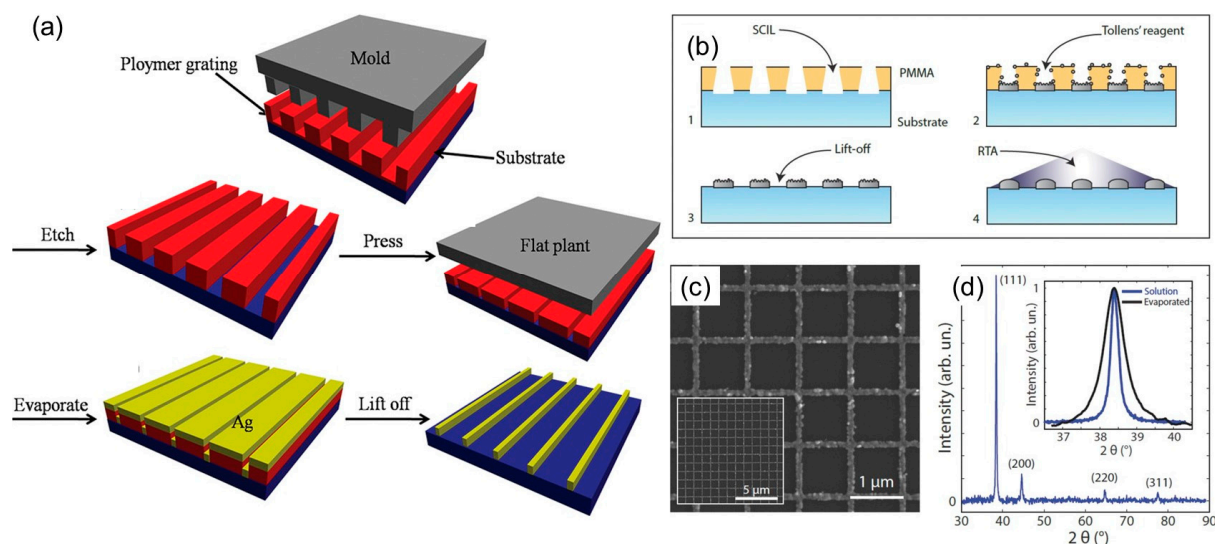 (a)
Mold
Ploymer grating
Substrate
Etch
Press
Flat plant
Evaporate
Ag
Lift off
(b)
SCIL
PMMA
Substrate
1
Tollens' reagent
2
Lift-off
3
RTA
4
(c)
5 µm
1 µm
(d)
Intensity (arb. un.)
0
30 40 50 60 70 80 90
2 θ (°)
(111)
(200)
(220)
(311)
Solution
Evaporated
Intensity (arb. un.)
1
0
37 38 39 40
2 θ (°)